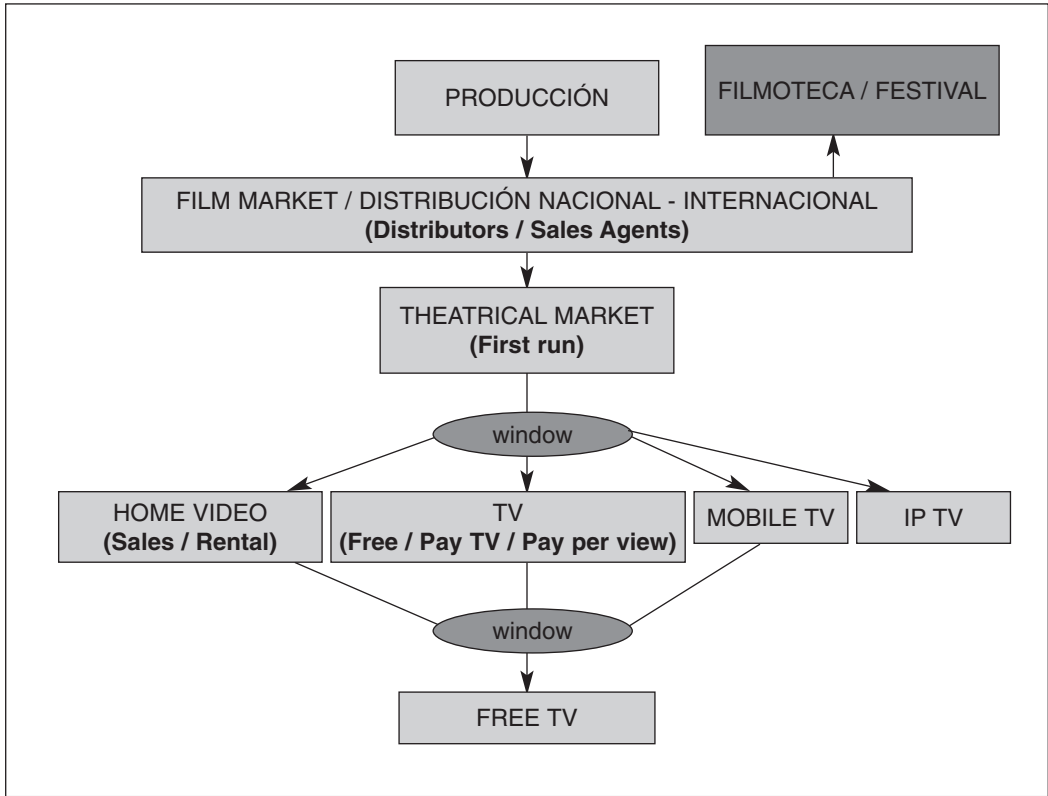 PRODUCCIÓN
FILMOTECA / FESTIVAL
FILM MARKET / DISTRIBUCIÓN NACIONAL - INTERNACIONAL
(Distributors / Sales Agents)
THEATRICAL MARKET
(First run)
window
HOME VIDEO
(Sales / Rental)
TV
(Free / Pay TV / Pay per view)
MOBILE TV
IP TV
window
FREE TV